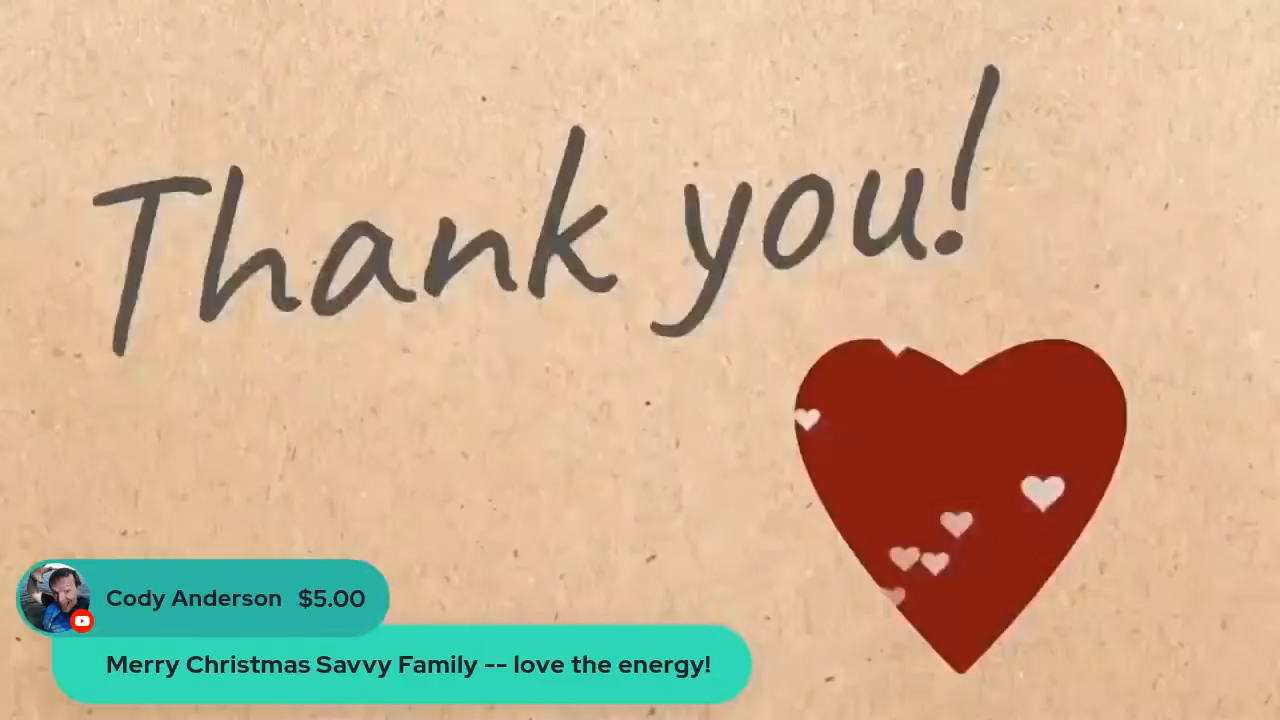 Thank you!
Cody Anderson $5.00
Merry Christmas Savvy Family -- love the energy!